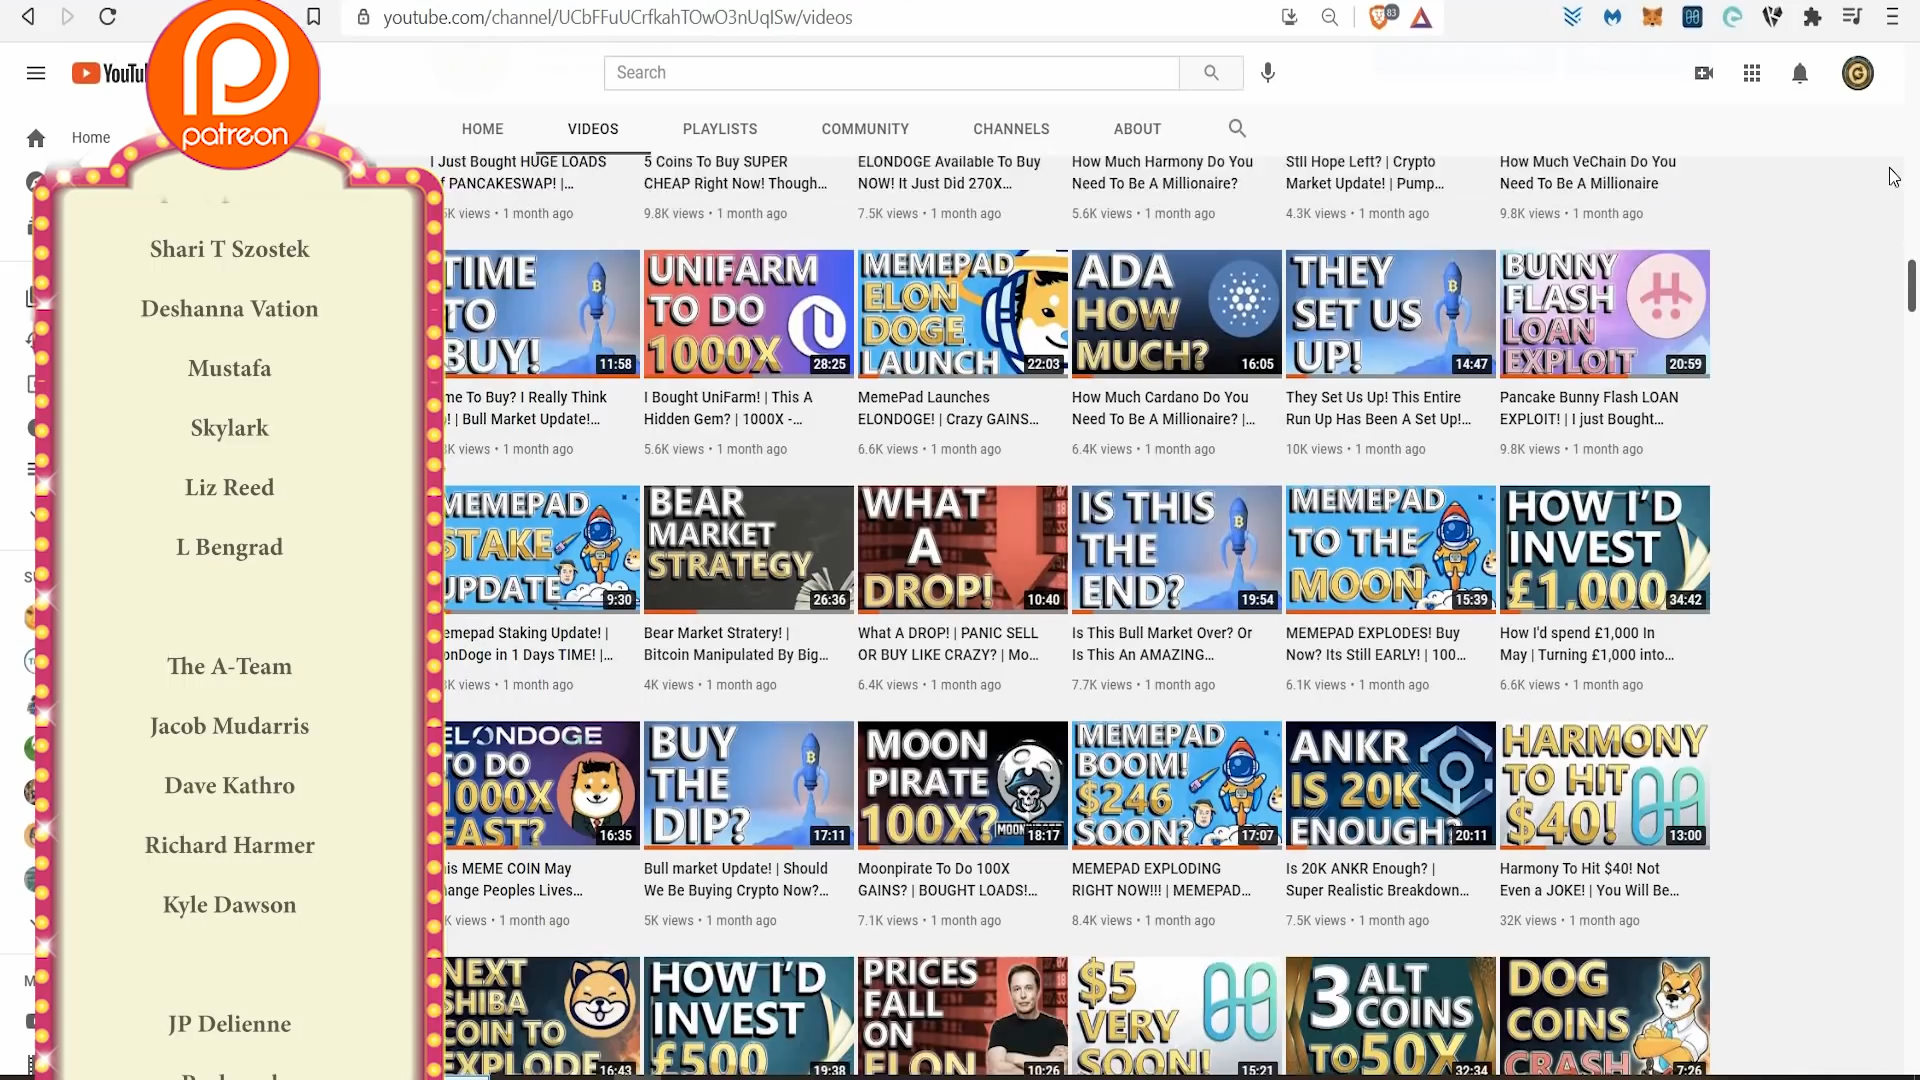 youtube.com/channel/UCbFFuUCrfkahTOwO3nUqISw/videos
83
Search
G
patreon
Home
HOME VIDEOS PLAYLISTS COMMUNITY CHANNELS ABOUT
I Just Bought HUGE LOADS
PANCAKESWAP! |...
5K views • 1 month ago
5 Coins To Buy SUPER
CHEAP Right Now! Though...
9.8K views • 1 month ago
ELONDOGE Available To Buy
NOW! It Just Did 270X...
7.5K views • 1 month ago
How Much Harmony Do You
Need To Be A Millionaire?
5.6K views • 1 month ago
Still Hope Left? | Crypto
Market Update! | Pump...
4.3K views • 1 month ago
How Much VeChain Do You
Need To Be A Millionaire
9.8K views • 1 month ago
Shari T Szostek
Deshanna Vation
Mustafa
Skylark
Liz Reed
L Bengrad
The A-Team
Jacob Mudarris
Dave Kathro
Richard Harmer
Kyle Dawson
JP Delienne
TIME
TO
BUY!
11:58
me To Buy? I Really Think
! | Bull Market Update!...
K views • 1 month ago
UNIFARM
TO DO
1000X
28:25
I Bought UniFarm! | This A
Hidden Gem? | 1000X -...
5.6K views • 1 month ago
MEMEPAD
ELON
DOGE
LAUNCH
22:03
MemePad Launches
ELONDOGE! | Crazy GAINS...
6.6K views • 1 month ago
ADA
HOW
MUCH?
16:05
How Much Cardano Do You
Need To Be A Millionaire? |...
6.4K views • 1 month ago
THEY
SET US
UP!
14:47
They Set Us Up! This Entire
Run Up Has Been A Set Up!...
10K views • 1 month ago
BUNNY
FLASH
LOAN
EXPLOIT
20:59
Pancake Bunny Flash LOAN
EXPLOIT! | I just Bought...
9.8K views • 1 month ago
MEMEPAD
STAKE
UPDATE
9:30
emepad Staking Update! |
onDoge in 1 Days TIME! |...
K views • 1 month ago
BEAR
MARKET
STRATEGY
26:36
Bear Market Stratery! |
Bitcoin Manipulated By Big...
4K views • 1 month ago
WHAT
A
DROP!
10:40
What A DROP! | PANIC SELL
OR BUY LIKE CRAZY? | Mo...
6.4K views • 1 month ago
IS THIS
THE
END?
19:54
Is This Bull Market Over? Or
Is This An AMAZING...
7.7K views • 1 month ago
MEMEPAD
TO THE
MOON
15:39
MEMEPAD EXPLODES! Buy
Now? Its Still EARLY! | 100...
6.1K views • 1 month ago
HOW I'D
INVEST
£1,000
34:42
How I'd spend £1,000 In
May | Turning £1,000 into...
6.6K views • 1 month ago
ELONDOGE
TO DO
1000X
FAST?
16:35
is MEME COIN May
ange Peoples Lives...
K views • 1 month ago
BUY
THE
DIP?
17:11
Bull market Update! | Should
We Be Buying Crypto Now?...
5K views • 1 month ago
MOON
PIRATE
100X?
18:17
Moonpirate To Do 100X
GAINS? | BOUGHT LOADS!...
7.1K views • 1 month ago
MEMEPAD
BOOM!
$246
SOON?
17:07
MEMEPAD EXPLODING
RIGHT NOW!!! | MEMEPAD...
8.4K views • 1 month ago
ANKR
IS 20K
ENOUGH?
20:11
Is 20K ANKR Enough? |
Super Realistic Breakdown...
7.5K views • 1 month ago
HARMONY
TO HIT
$40!
13:00
Harmony To Hit $40! Not
Even a JOKE! | You Will Be...
32K views • 1 month ago
NEXT
SHIBA
COIN TO
EXPLODE
16:43
HOW I'D
INVEST
£500
19:38
PRICES
FALL
ON
ELON
10:26
$5
VERY
SOON!
15:21
3 ALT
COINS
TO 50X
32:34
DOG
COINS
CRASH
7:26